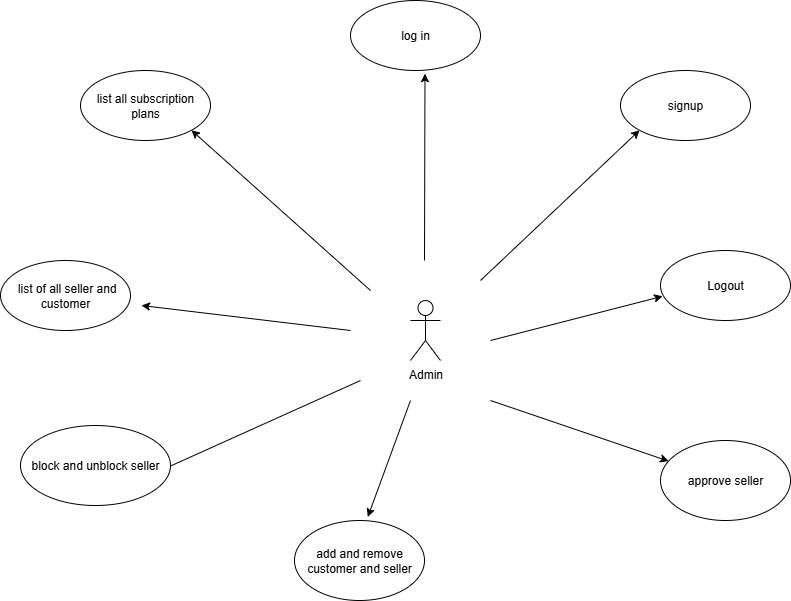 log in
list all subscription
plans
signup
list of all seller and
customer
Logout
Admin
block and unblock seller
approve seller
add and remove
customer and seller